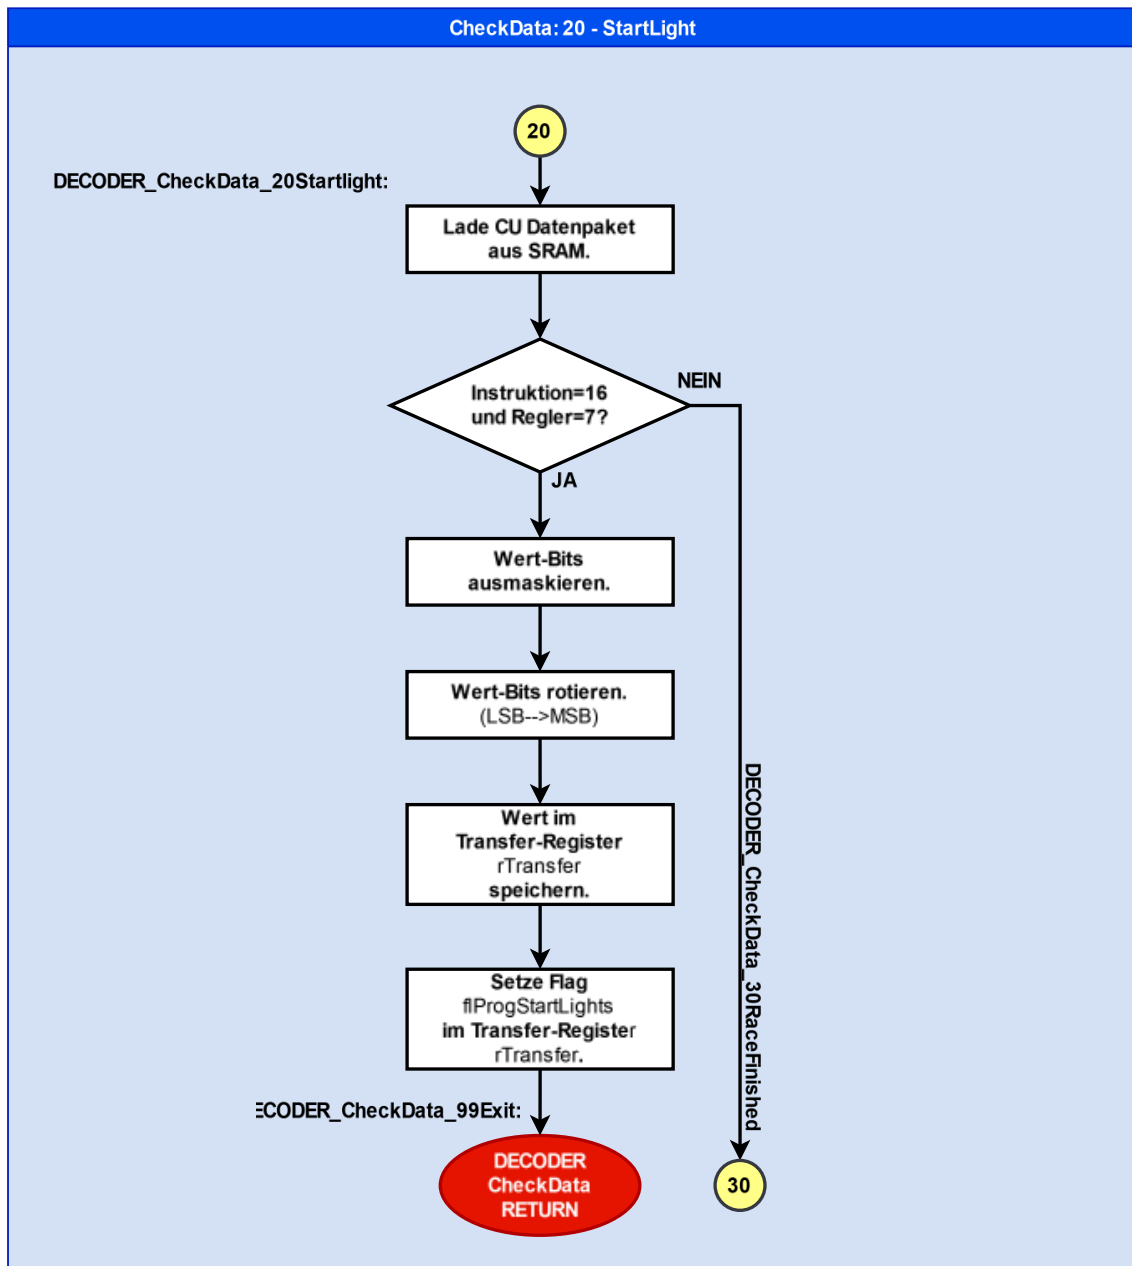 CheckData: 20 - StartLight
20
DECODER_CheckData_20Startlight:
Lade CU Datenpaket
aus SRAM.
Instruktion=16
und Regler=7?
NEIN
JA
Wert-Bits
ausmaskieren.
Wert-Bits rotieren.
(LSB-->MSB)
Wert im
Transfer-Register
rTransfer
speichern.
DECODER_CheckData_30RaceFinished
Setze Flag
flProgStartLights
im Transfer-Register
rTransfer.
ECODER_CheckData_99Exit:
DECODER
CheckData
RETURN
30